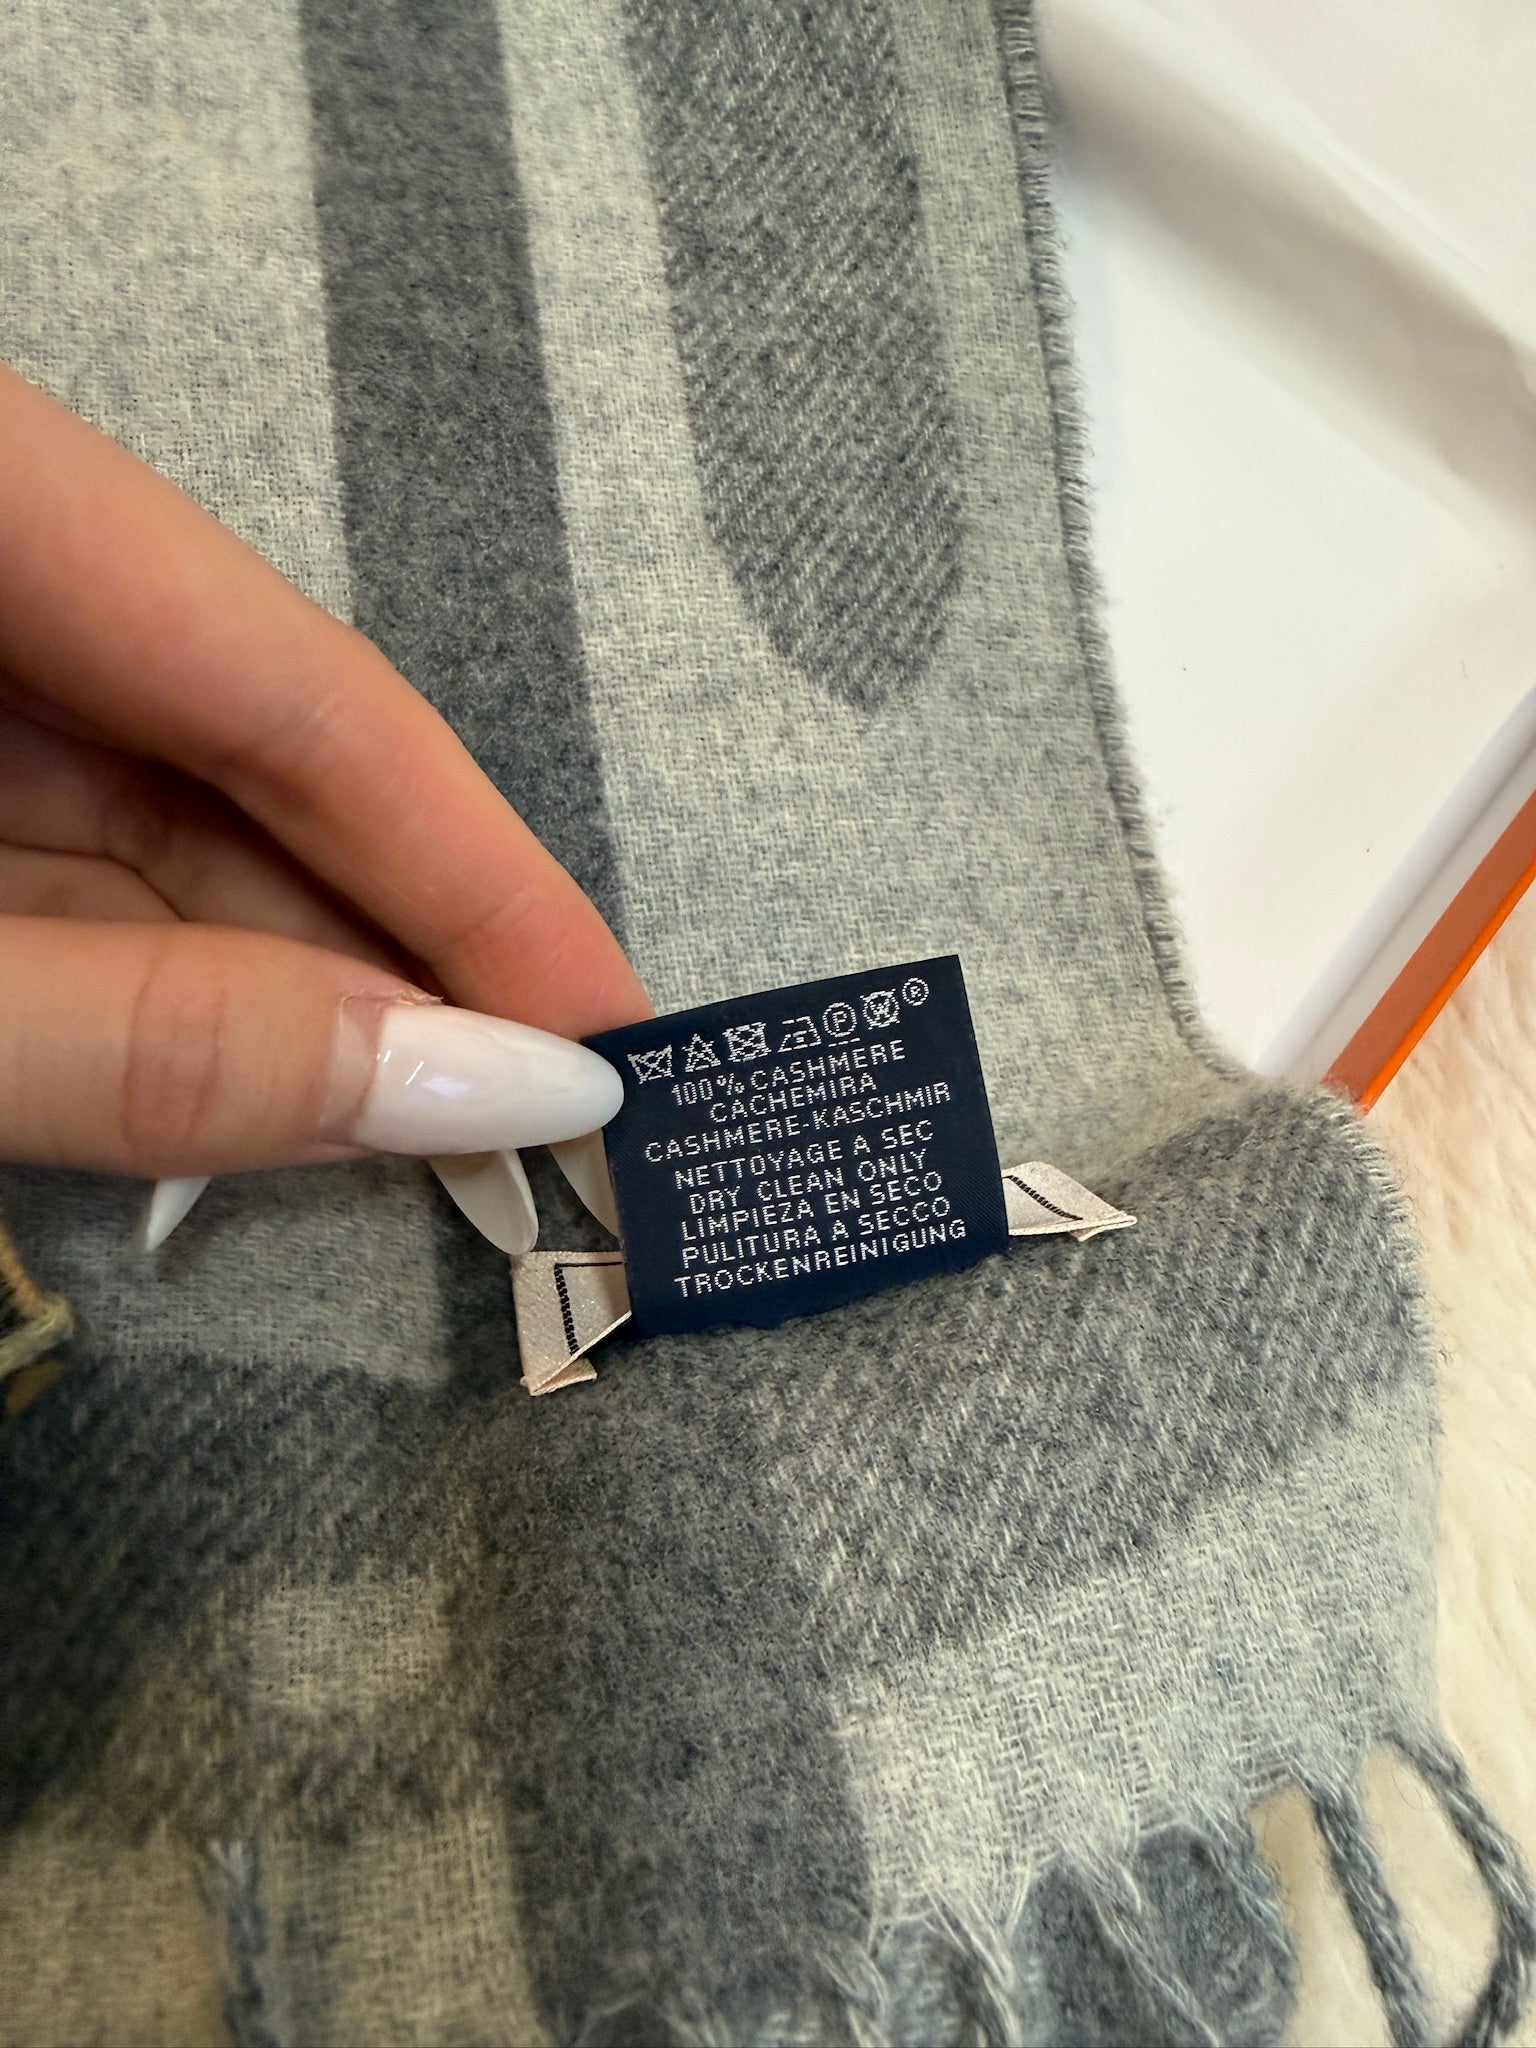 P W ®
100% CASHMERE
CACHEMIRA
CASHMERE-KASCHMIR
NETTOYAGE A SEC
DRY CLEAN ONLY
LIMPIEZA EN SECO
PULITURA A SECCO
TROCKENREINIGUNG